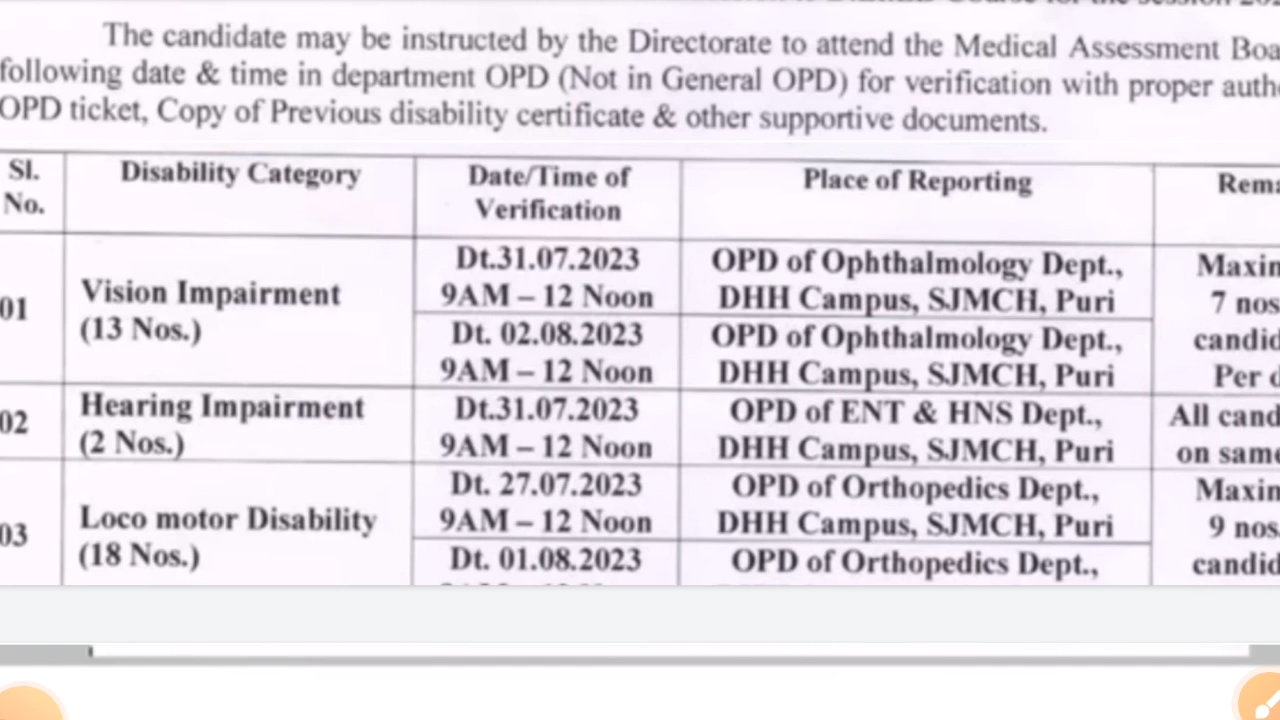 The candidate may be instructed by the Directorate to attend the Medical Assessment
following date & time in department OPD (Not in General OPD) for verification with proper
OPD ticket, Copy of Previous disability certificate & other supportive documents.
Sl. No.
Disability Category
Date/Time of Verification
Place of Reporting
01
Vision Impairment
(13 Nos.)
Dt.31.07.2023
9AM – 12 Noon
OPD of Ophthalmology Dept.,
DHH Campus, SJMCH, Puri
Dt. 02.08.2023
9AM – 12 Noon
OPD of Ophthalmology Dept.,
DHH Campus, SJMCH, Puri
7 nos
Per
02
Hearing Impairment
(2 Nos.)
Dt.31.07.2023
9AM – 12 Noon
OPD of ENT & HNS Dept.,
DHH Campus, SJMCH, Puri
All
on same
03
Loco motor Disability
(18 Nos.)
Dt. 27.07.2023
9AM – 12 Noon
OPD of Orthopedics Dept.,
DHH Campus, SJMCH, Puri
9 nos
Dt. 01.08.2023
OPD of Orthopedics Dept.,